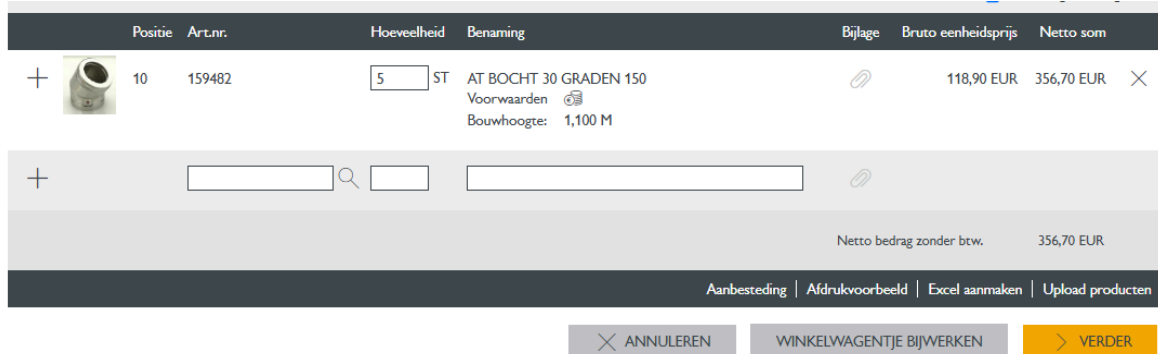 Positie Art.nr. Hoeveelheid Benaming Bijlage Bruto eenheidsprijs Netto som
10 159482 5 ST AT BOCHT 30 GRADEN 150 118,90 EUR 356,70 EUR
Voorwaarden
Bouwhoogte: 1,100 M
Netto bedrag zonder btw. 356,70 EUR
Aanbesteding | Afdrukvoorbeeld | Excel aanmaken | Upload producten
ANNULEREN WINKELWAGENTJE BIJWERKEN VERDER